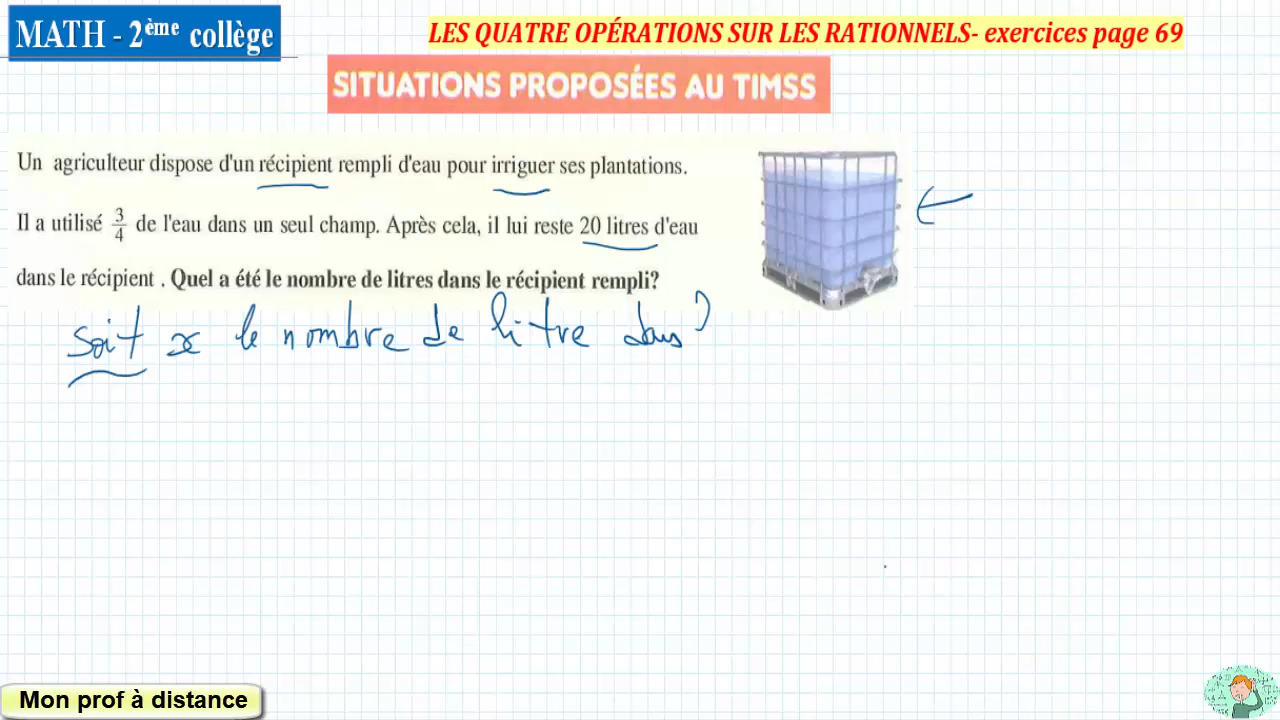 MATH - 2ème collège
LES QUATRE OPÉRATIONS SUR LES RATIONNELS- exercices page 69
SITUATIONS PROPOSÉES AU TIMSS
Un agriculteur dispose d'un récipient rempli d'eau pour irriguer ses plantations.
Il a utilisé 3/4 de l'eau dans un seul champ. Après cela, il lui reste 20 litres d'eau
dans le récipient . Quel a été le nombre de litres dans le récipient rempli?
soit x le nombre de litre dans
Mon prof à distance